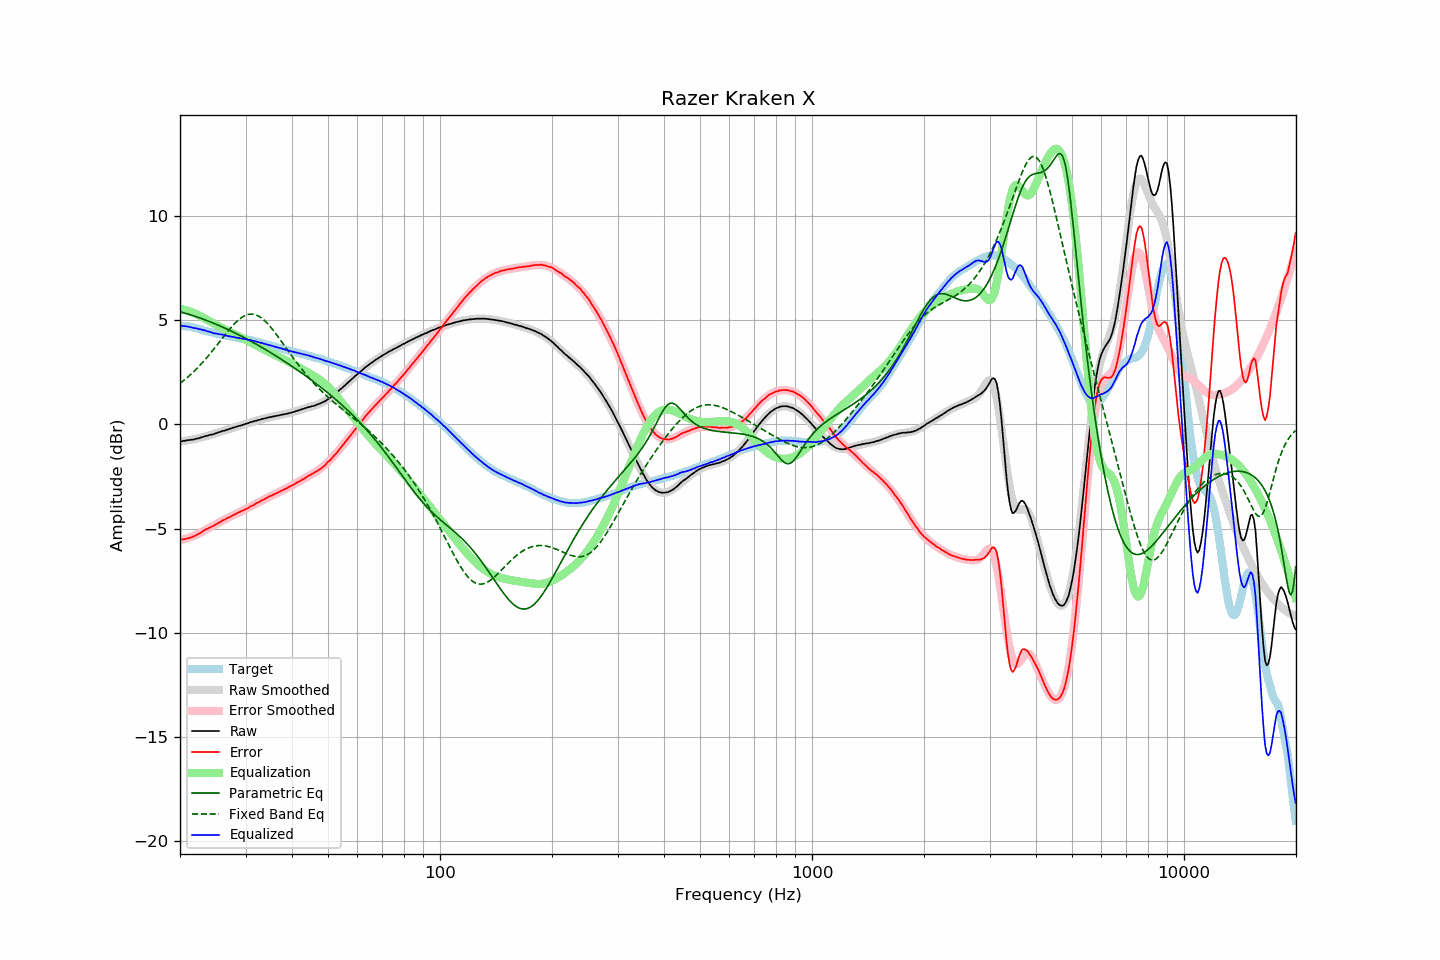 Razer Kraken X
Amplitude (dBr)
10
5
0
−5
−10
−15
−20
Target
Raw Smoothed
Error Smoothed
Raw
Error
Equalization
Parametric Eq
Fixed Band Eq
Equalized
100
1000
10000
Frequency (Hz)